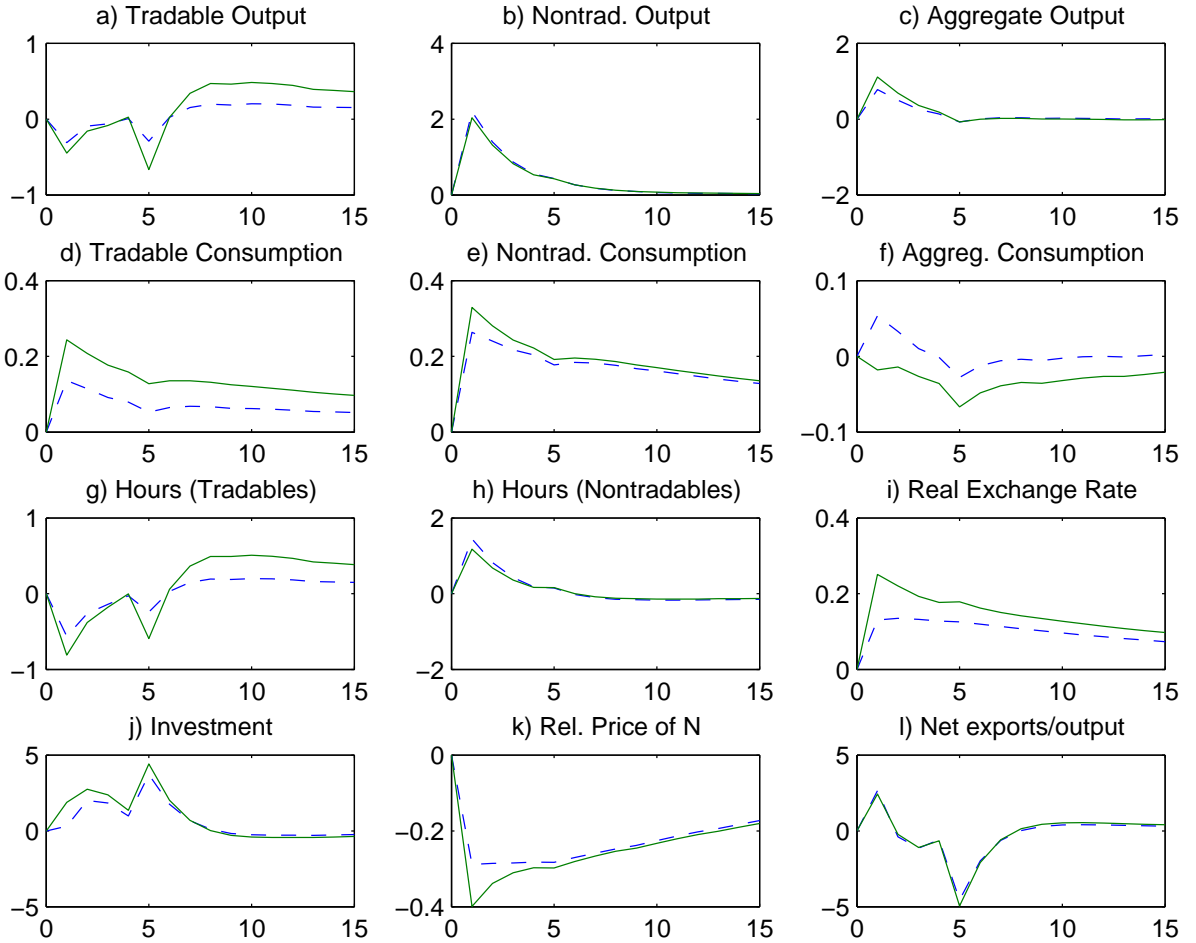 a) Tradable Output
b) Nontrad. Output
c) Aggregate Output
1
0
−1
0 5 10 15
4
2
0
0 5 10 15
2
0
−2
0 5 10 15
d) Tradable Consumption
e) Nontrad. Consumption
f) Aggreg. Consumption
0.4
0.2
0
0 5 10 15
0.4
0.2
0
0 5 10 15
0.1
0
−0.1
0 5 10 15
g) Hours (Tradables)
h) Hours (Nontradables)
i) Real Exchange Rate
1
0
−1
0 5 10 15
2
0
−2
0 5 10 15
0.4
0.2
0
0 5 10 15
j) Investment
k) Rel. Price of N
l) Net exports/output
5
0
−5
0 5 10 15
0
−0.2
−0.4
0 5 10 15
5
0
−5
0 5 10 15